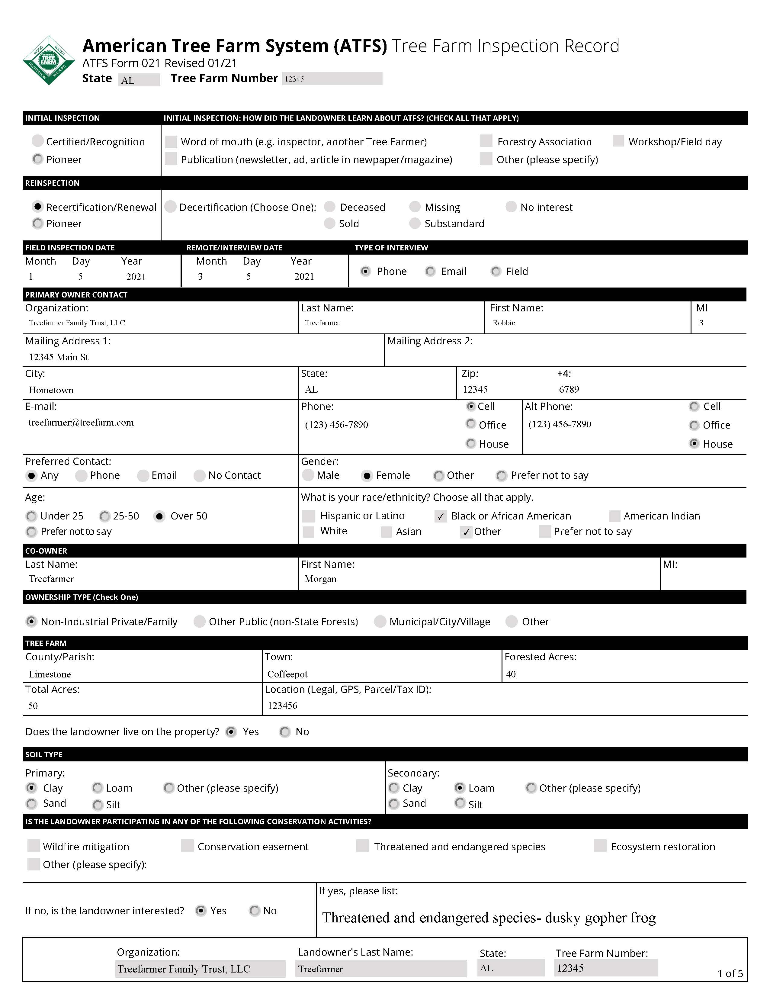 WOOD WATER
CERTIFIED
TREE
FARM
RECREATION WILDLIFE
American Tree Farm System (ATFS) Tree Farm Inspection Record
ATFS Form 021 Revised 01/21
State AL Tree Farm Number 12345
INITIAL INSPECTION INITIAL INSPECTION: HOW DID THE LANDOWNER LEARN ABOUT ATFS? (CHECK ALL THAT APPLY)
Certified/Recognition Word of mouth (e.g. inspector, another Tree Farmer) Forestry Association Workshop/Field day
Pioneer Publication (newsletter, ad, article in newpaper/magazine) Other (please specify)
REINSPECTION
Recertification/Renewal Decertification (Choose One): Deceased Missing No interest
Pioneer Sold Substandard
FIELD INSPECTION DATE REMOTE/INTERVIEW DATE TYPE OF INTERVIEW
Month Day Year Month Day Year
Phone Email Field
1 5 2021 3 5 2021
PRIMARY OWNER CONTACT
Organization: Last Name: First Name: MI
Treefarmer Family Trust, LLC Treefarmer Robbie S
Mailing Address 1: Mailing Address 2:
12345 Main St
City: State: Zip: +4:
Hometown AL 12345 6789
E-mail: Phone: Cell Alt Phone: Cell
treefarmer@treefarm.com (123) 456-7890 Office (123) 456-7890 Office
House House
Preferred Contact: Gender:
Any Phone Email No Contact Male Female Other Prefer not to say
Age: What is your race/ethnicity? Choose all that apply.
Under 25 25-50 Over 50 Hispanic or Latino ✓ Black or African American American Indian
Prefer not to say White Asian ✓ Other Prefer not to say
CO-OWNER
Last Name: First Name: MI:
Treefarmer Morgan
OWNERSHIP TYPE (Check One)
Non-Industrial Private/Family Other Public (non-State Forests) Municipal/City/Village Other
TREE FARM
County/Parish: Town: Forested Acres:
Limestone Coffeepot 40
Total Acres: Location (Legal, GPS, Parcel/Tax ID):
50 123456
Does the landowner live on the property? Yes No
SOIL TYPE
Primary: Secondary:
Clay Loam Other (please specify) Clay Loam Other (please specify)
Sand Silt Sand Silt
IS THE LANDOWNER PARTICIPATING IN ANY OF THE FOLLOWING CONSERVATION ACTIVITIES?
Wildfire mitigation Conservation easement Threatened and endangered species Ecosystem restoration
Other (please specify):
If yes, please list:
If no, is the landowner interested? Yes No
Threatened and endangered species- dusky gopher frog
Organization: Landowner's Last Name: State: Tree Farm Number:
Treefarmer Family Trust, LLC Treefarmer AL 12345
1 of 5